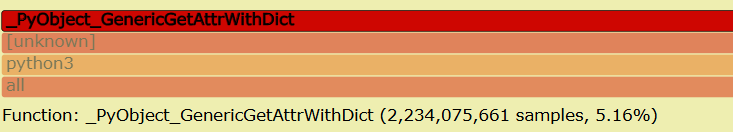 _PyObject_GenericGetAttrWithDict
[unknown]
python3
all
Function: _PyObject_GenericGetAttrWithDict (2,234,075,661 samples, 5.16%)